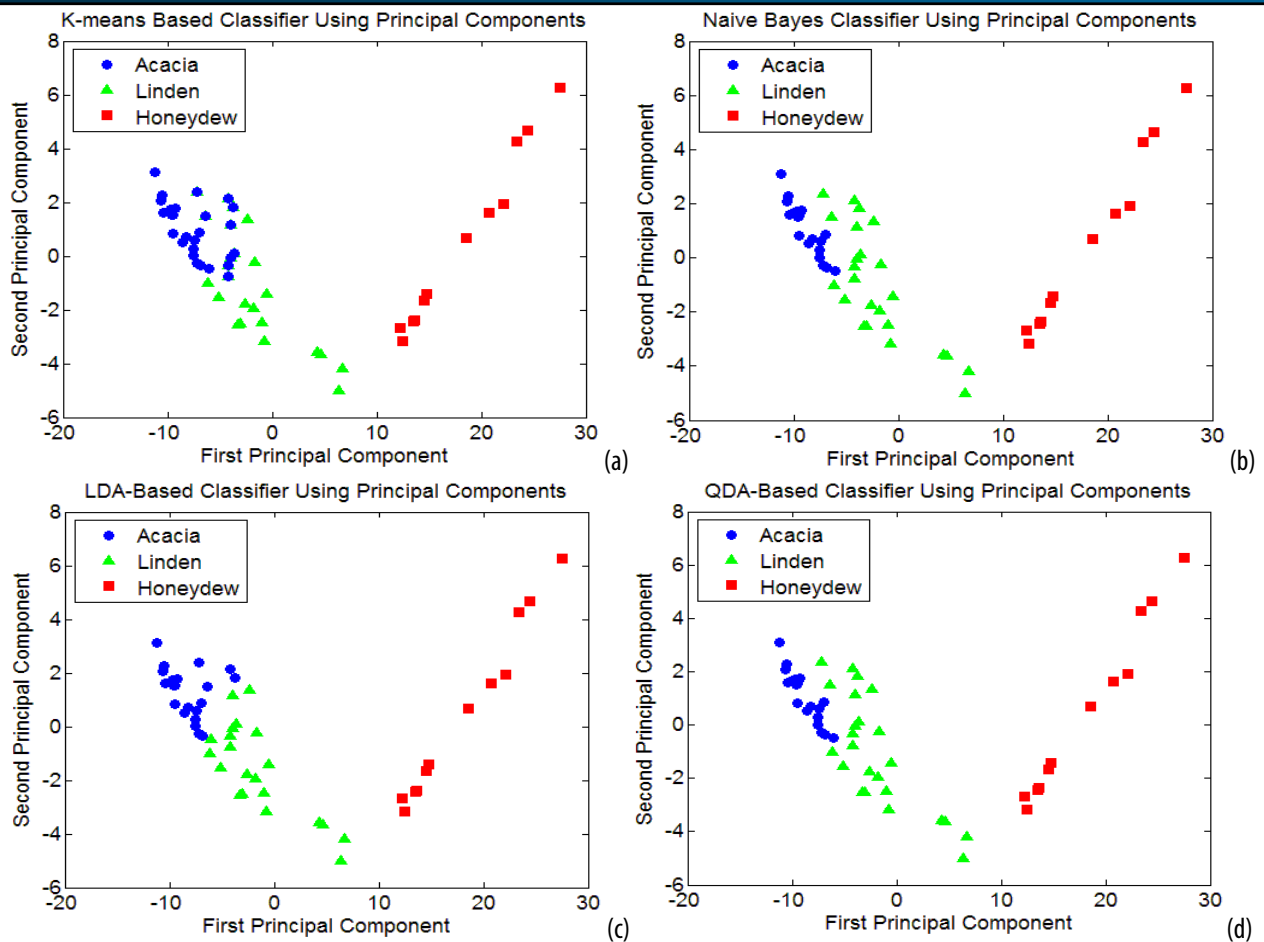 K-means Based Classifier Using Principal Components
8
6
4
2
0
-2
-4
-6
-20
-10
0
10
20
30
Acacia
Linden
Honeydew
Second Principal Component
First Principal Component
(a)
Naive Bayes Classifier Using Principal Components
8
6
4
2
0
-2
-4
-6
-20
-10
0
10
20
30
Acacia
Linden
Honeydew
Second Principal Component
First Principal Component
(b)
LDA-Based Classifier Using Principal Components
8
6
4
2
0
-2
-4
-6
-20
-10
0
10
20
30
Acacia
Linden
Honeydew
Second Principal Component
First Principal Component
(c)
QDA-Based Classifier Using Principal Components
8
6
4
2
0
-2
-4
-6
-20
-10
0
10
20
30
Acacia
Linden
Honeydew
Second Principal Component
First Principal Component
(d)